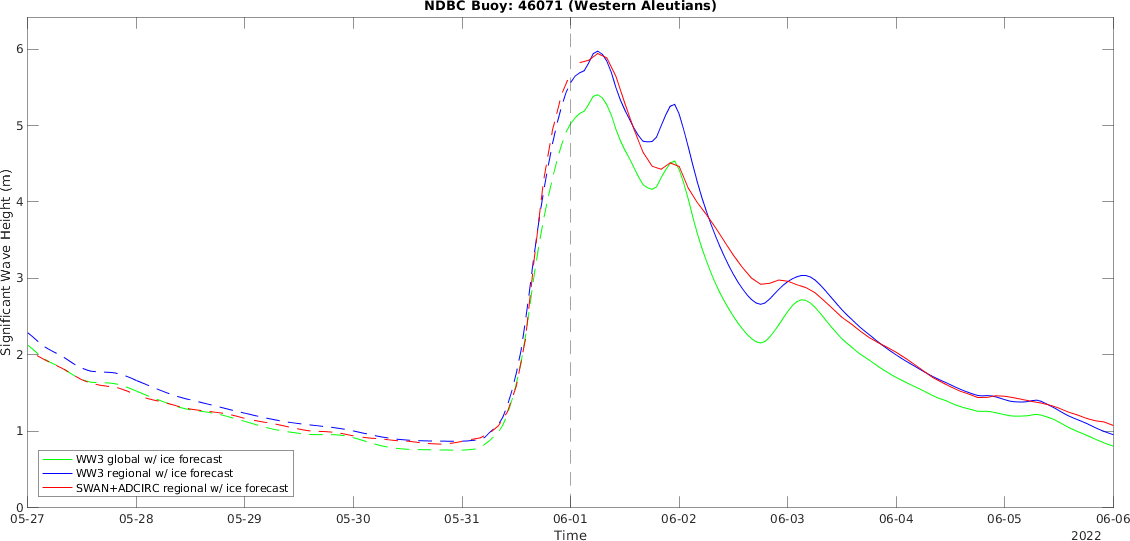 NDBC Buoy: 46071 (Western Aleutians)
6
5
4
3
2
1
0
Significant Wave Height (m)
WW3 global w/ ice forecast
WW3 regional w/ ice forecast
SWAN+ADCIRC regional w/ ice forecast
05-27 05-28 05-29 05-30 05-31 06-01 06-02 06-03 06-04 06-05 06-06
Time
2022